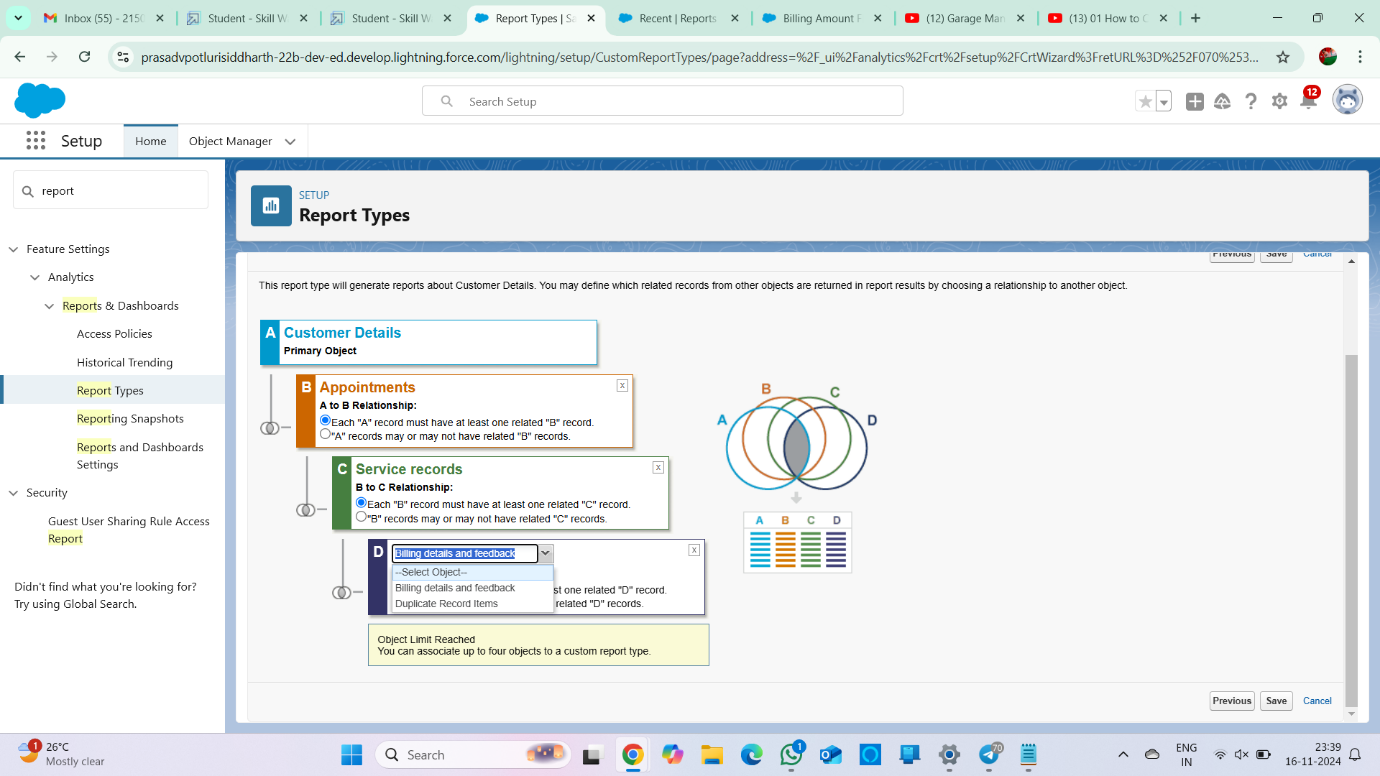 Inbox (55) - 2150
Student - Skill W
Student - Skill W
Report Types | Sa
Recent | Reports
Billing Amount F
(12) Garage Man
(13) 01 How to C
prasadvpotlurisiddharth-22b-dev-ed.develop.lightning.force.com/lightning/setup/CustomReportTypes/page?address=%2F_ui%2Fanalytics%2Fcrt%2Fsetup%2FCrtWizard%3FretURL%3D%252F070%253...
Search Setup
12
Setup
Home
Object Manager
report
SETUP
Report Types
Feature Settings
Analytics
Reports & Dashboards
Access Policies
Historical Trending
Report Types
Reporting Snapshots
Reports and Dashboards
Settings
Security
Guest User Sharing Rule Access
Report
Didn't find what you're looking for?
Try using Global Search.
Previous Save Cancel
This report type will generate reports about Customer Details. You may define which related records from other objects are returned in report results by choosing a relationship to another object.
A Customer Details
Primary Object
B Appointments x
A to B Relationship:
Each "A" record must have at least one related "B" record.
"A" records may or may not have related "B" records.
C Service records x
B to C Relationship:
Each "B" record must have at least one related "C" record.
"B" records may or may not have related "C" records.
D Billing details and feedback x
--Select Object--
Billing details and feedback
st one related "D" record.
Duplicate Record Items
related "D" records.
Object Limit Reached
You can associate up to four objects to a custom report type.
A B C D
A B C D
Previous Save Cancel
1
26°C
Mostly clear
Search
1
70
ENG
IN
23:39
16-11-2024